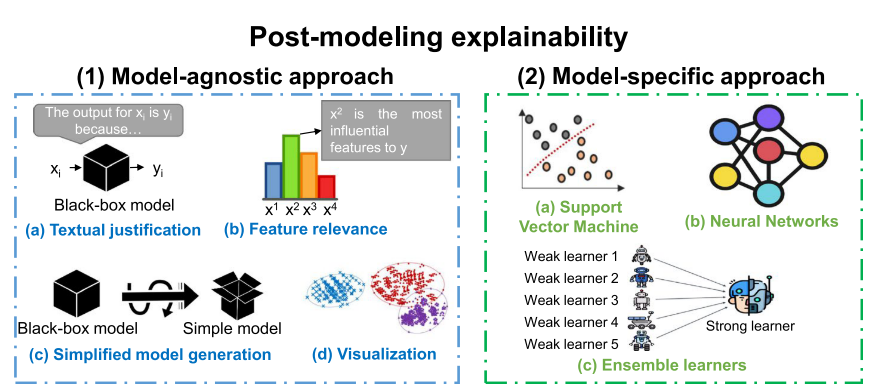 Post-modeling explainability
(1) Model-agnostic approach
The output for xᵢ is yᵢ
because…
xᵢ
yᵢ
Black-box model
(a) Textual justification
x² is the most
influential
features to y
x¹ x² x³ x⁴
(b) Feature relevance
Black-box model
Simple model
(c) Simplified model generation
(d) Visualization
(2) Model-specific approach
(a) Support
Vector Machine
(b) Neural Networks
Weak learner 1
Weak learner 2
Weak learner 3
Weak learner 4
Weak learner 5
Strong learner
(c) Ensemble learners